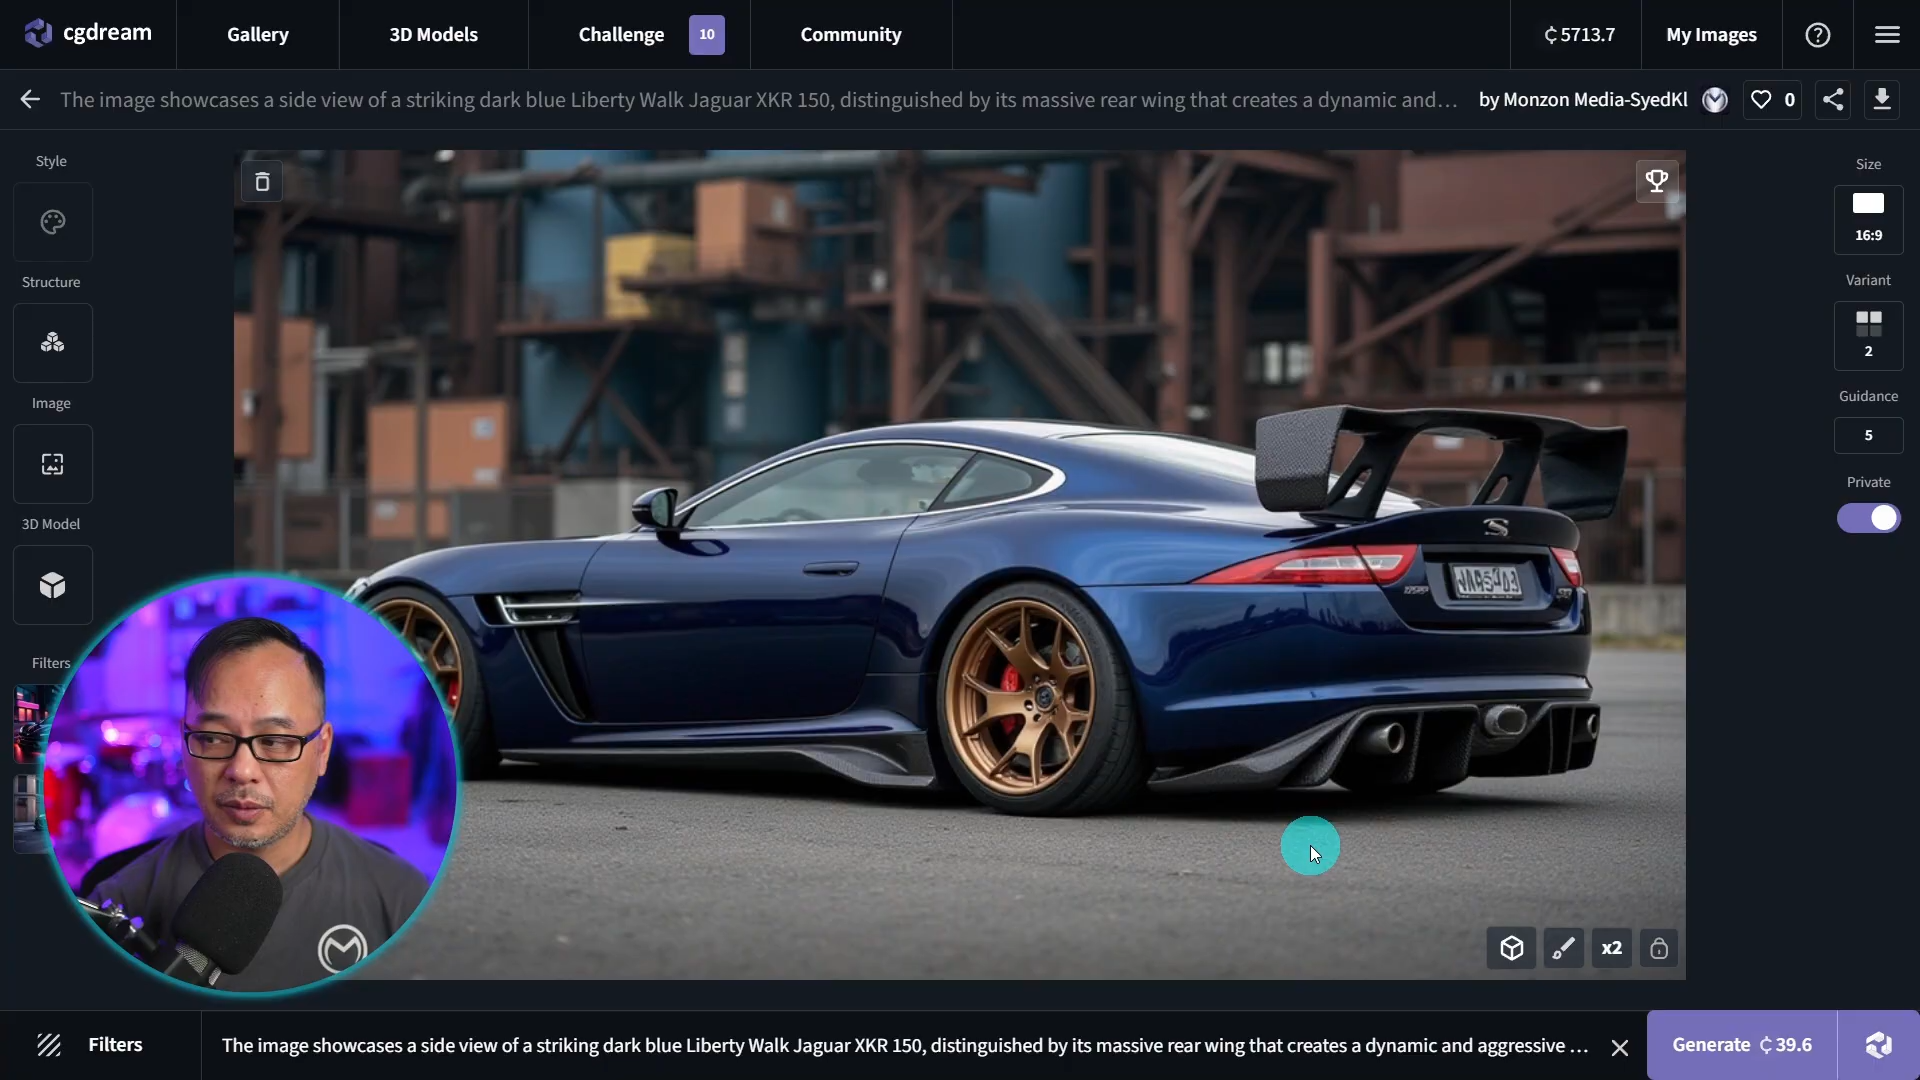 cgdream
Gallery
3D Models
Challenge
10
Community
₵ 5713.7
My Images
The image showcases a side view of a striking dark blue Liberty Walk Jaguar XKR 150, distinguished by its massive rear wing that creates a dynamic and…
by Monzon Media-SyedKl
0
Style
Structure
Image
3D Model
Filters
Size
16:9
Variant
2
Guidance
5
Private
x2
Filters
The image showcases a side view of a striking dark blue Liberty Walk Jaguar XKR 150, distinguished by its massive rear wing that creates a dynamic and aggressive ...
Generate ₵ 39.6